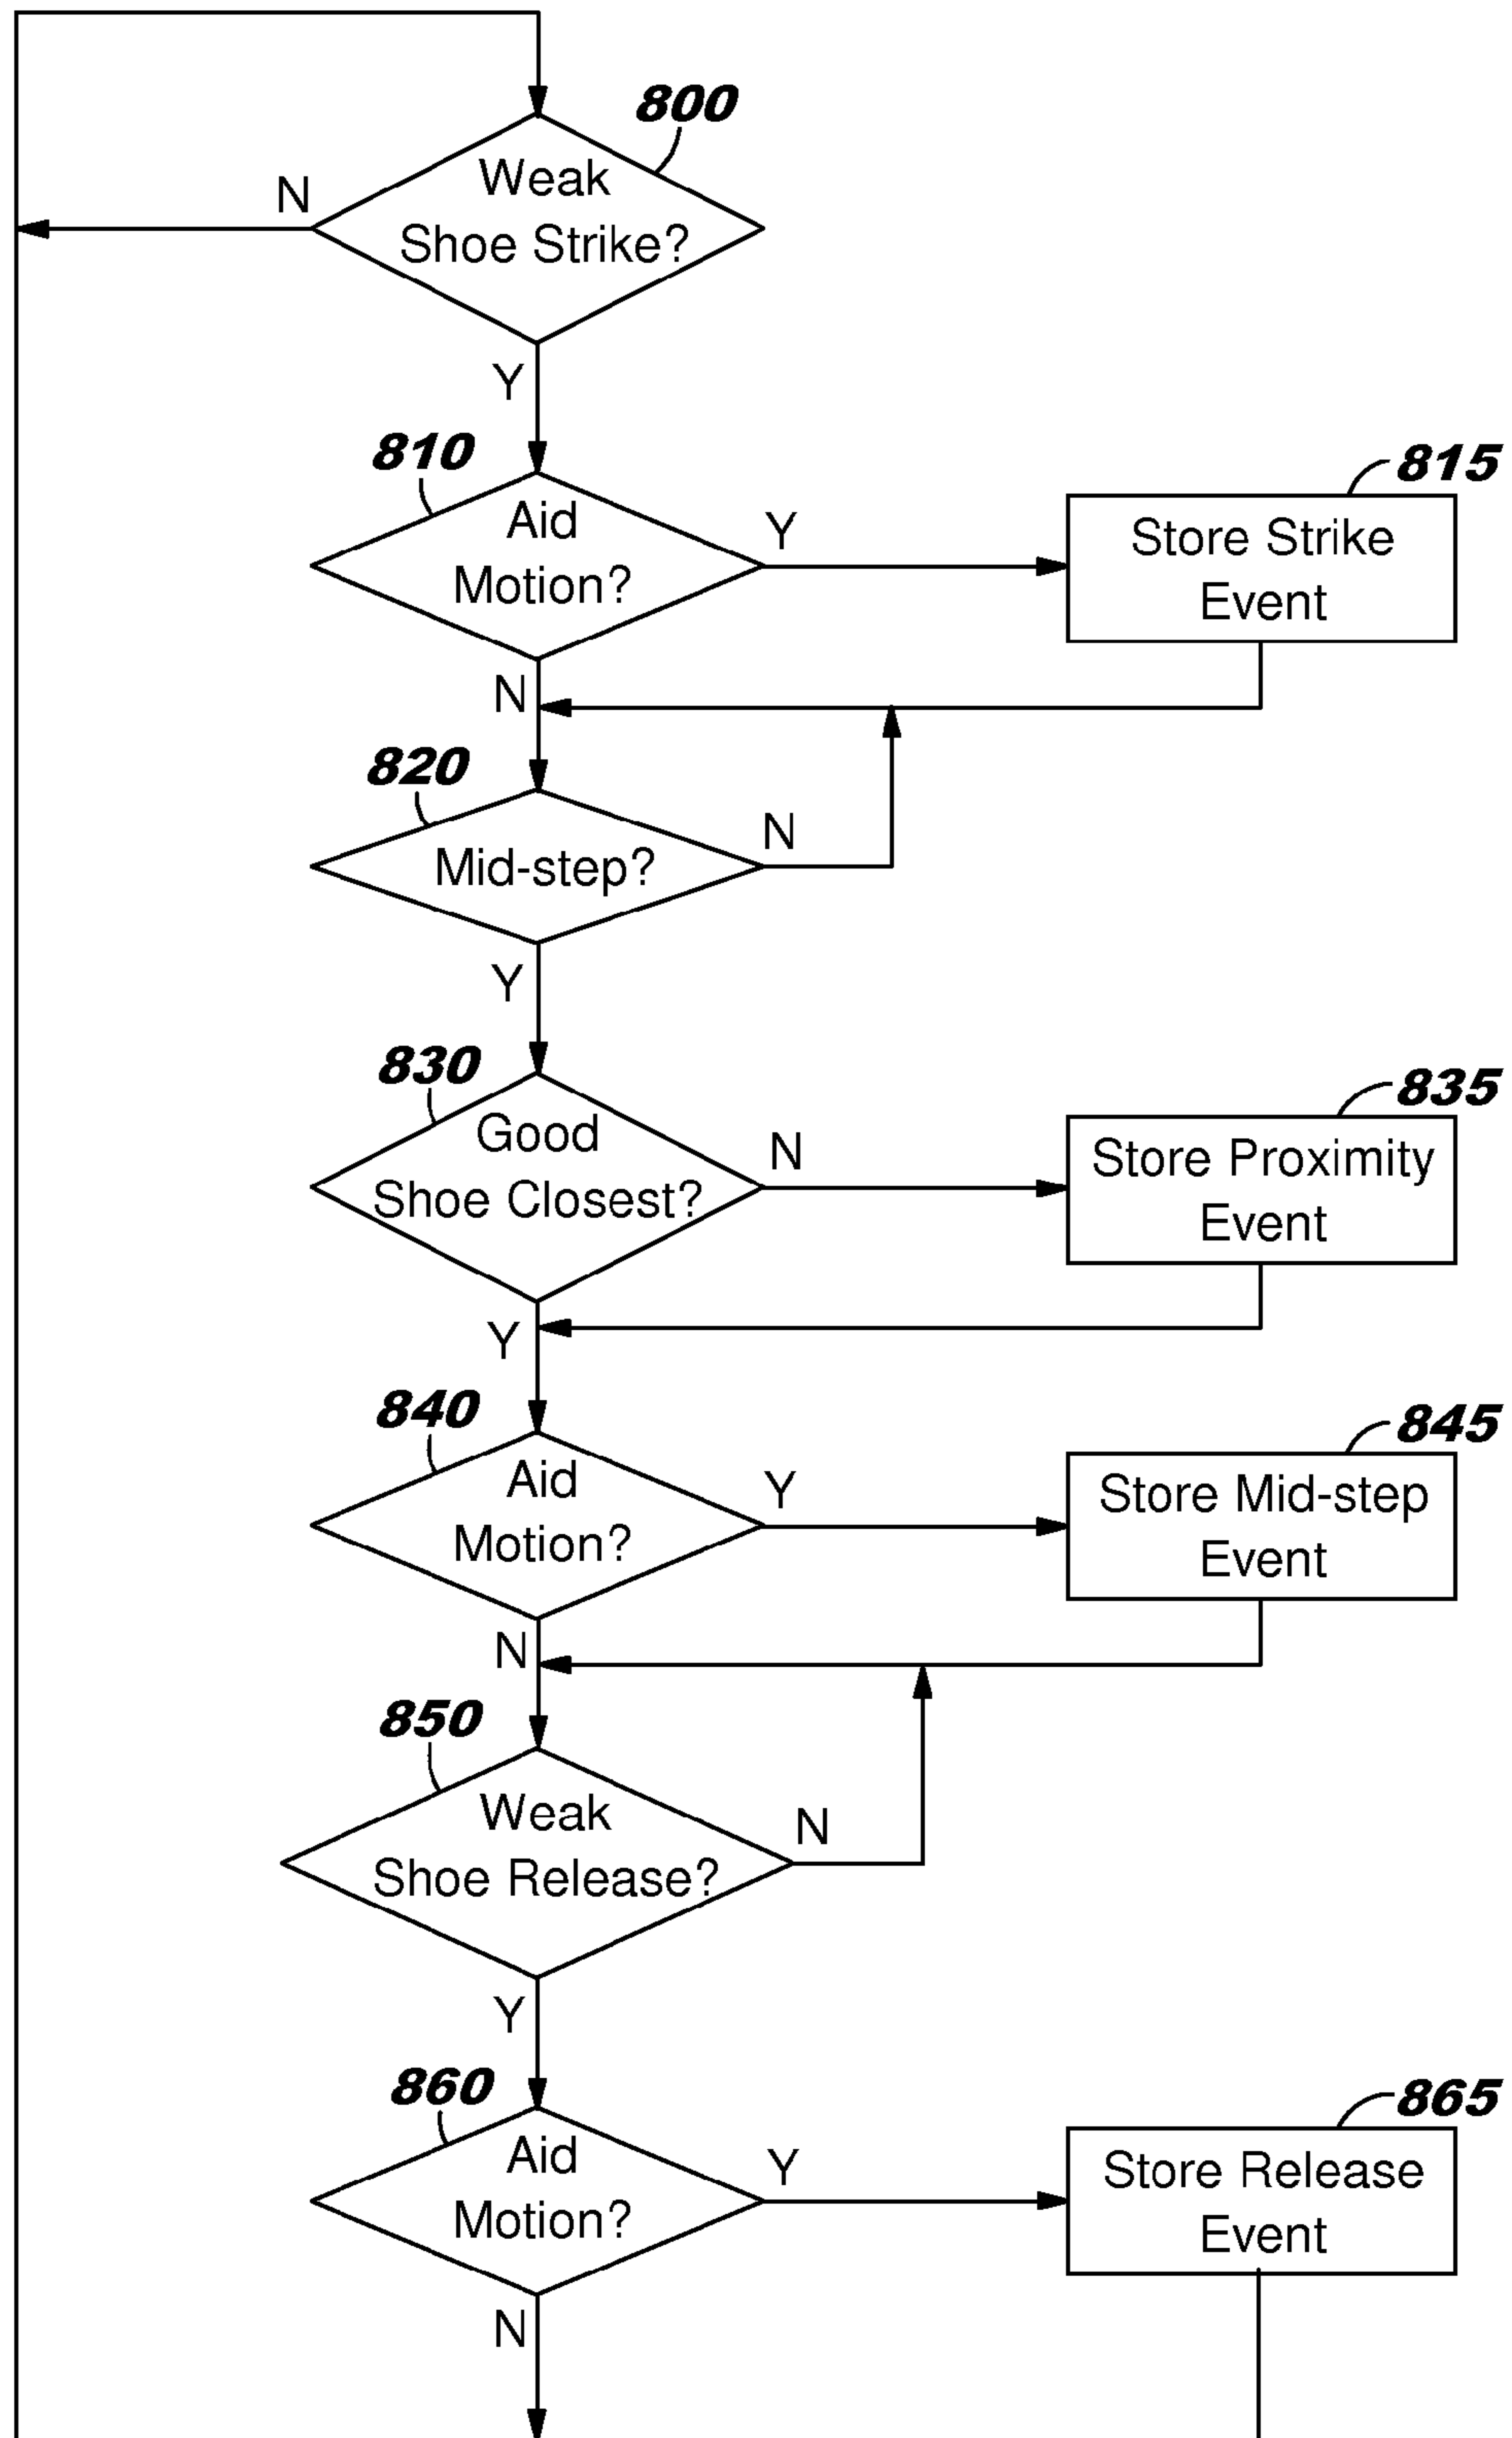 800
Weak
Shoe Strike?
N
Y
810
Aid
Motion?
Y
815
Store Strike
Event
N
820
Mid-step?
N
Y
830
Good
Shoe Closest?
N
835
Store Proximity
Event
Y
840
Aid
Motion?
Y
845
Store Mid-step
Event
N
850
Weak
Shoe Release?
N
Y
860
Aid
Motion?
Y
865
Store Release
Event
N